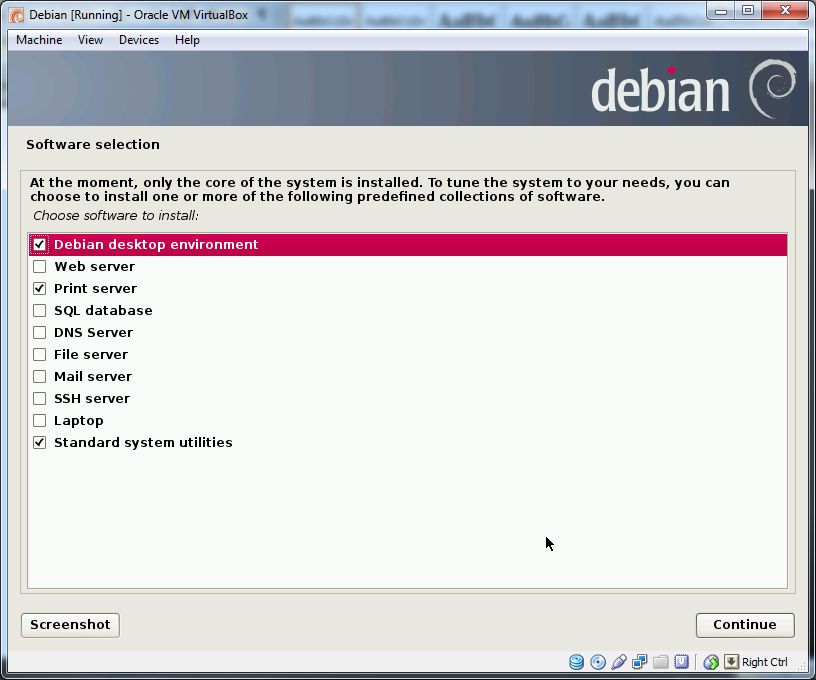 Debian [Running] - Oracle VM VirtualBox
Machine View Devices Help
debian
Software selection
At the moment, only the core of the system is installed. To tune the system to your needs, you can
choose to install one or more of the following predefined collections of software.
Choose software to install:
Debian desktop environment
Web server
Print server
SQL database
DNS Server
File server
Mail server
SSH server
Laptop
Standard system utilities
Screenshot
Continue
Right Ctrl